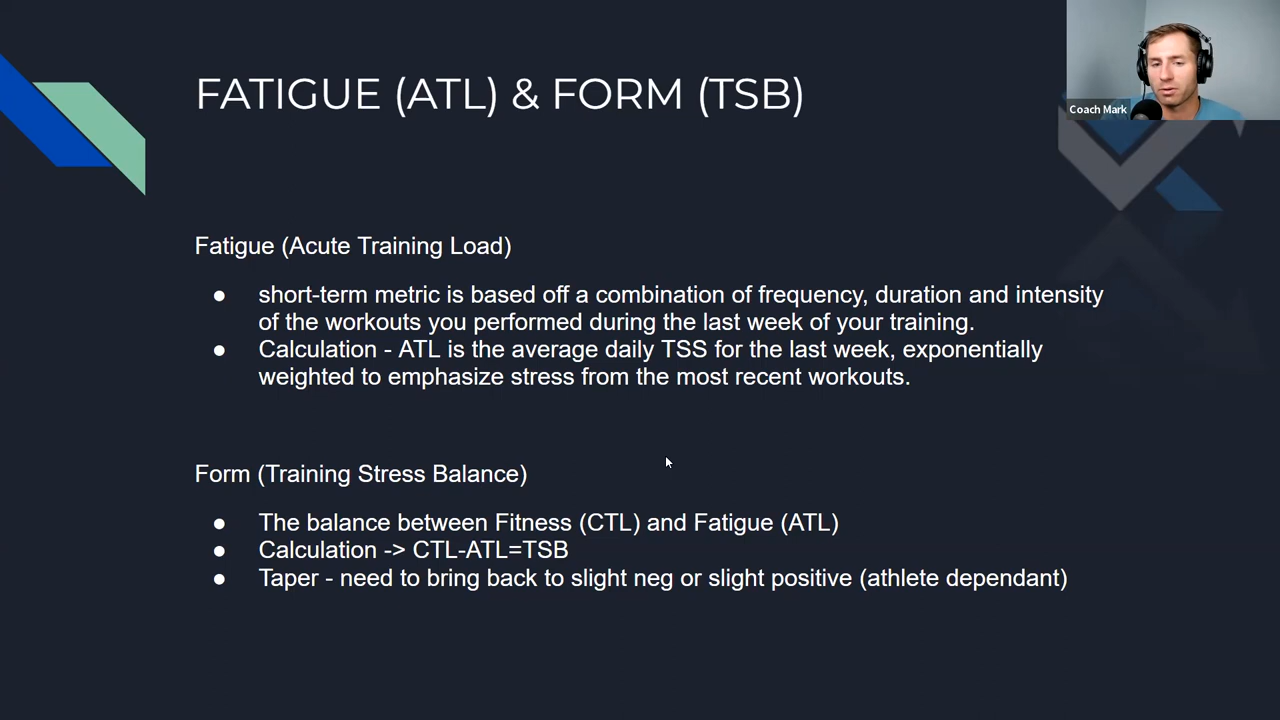 FATIGUE (ATL) & FORM (TSB)
Coach Mark
Fatigue (Acute Training Load)
● short-term metric is based off a combination of frequency, duration and intensity
of the workouts you performed during the last week of your training.
● Calculation - ATL is the average daily TSS for the last week, exponentially
weighted to emphasize stress from the most recent workouts.
Form (Training Stress Balance)
● The balance between Fitness (CTL) and Fatigue (ATL)
● Calculation -> CTL-ATL=TSB
● Taper - need to bring back to slight neg or slight positive (athlete dependant)